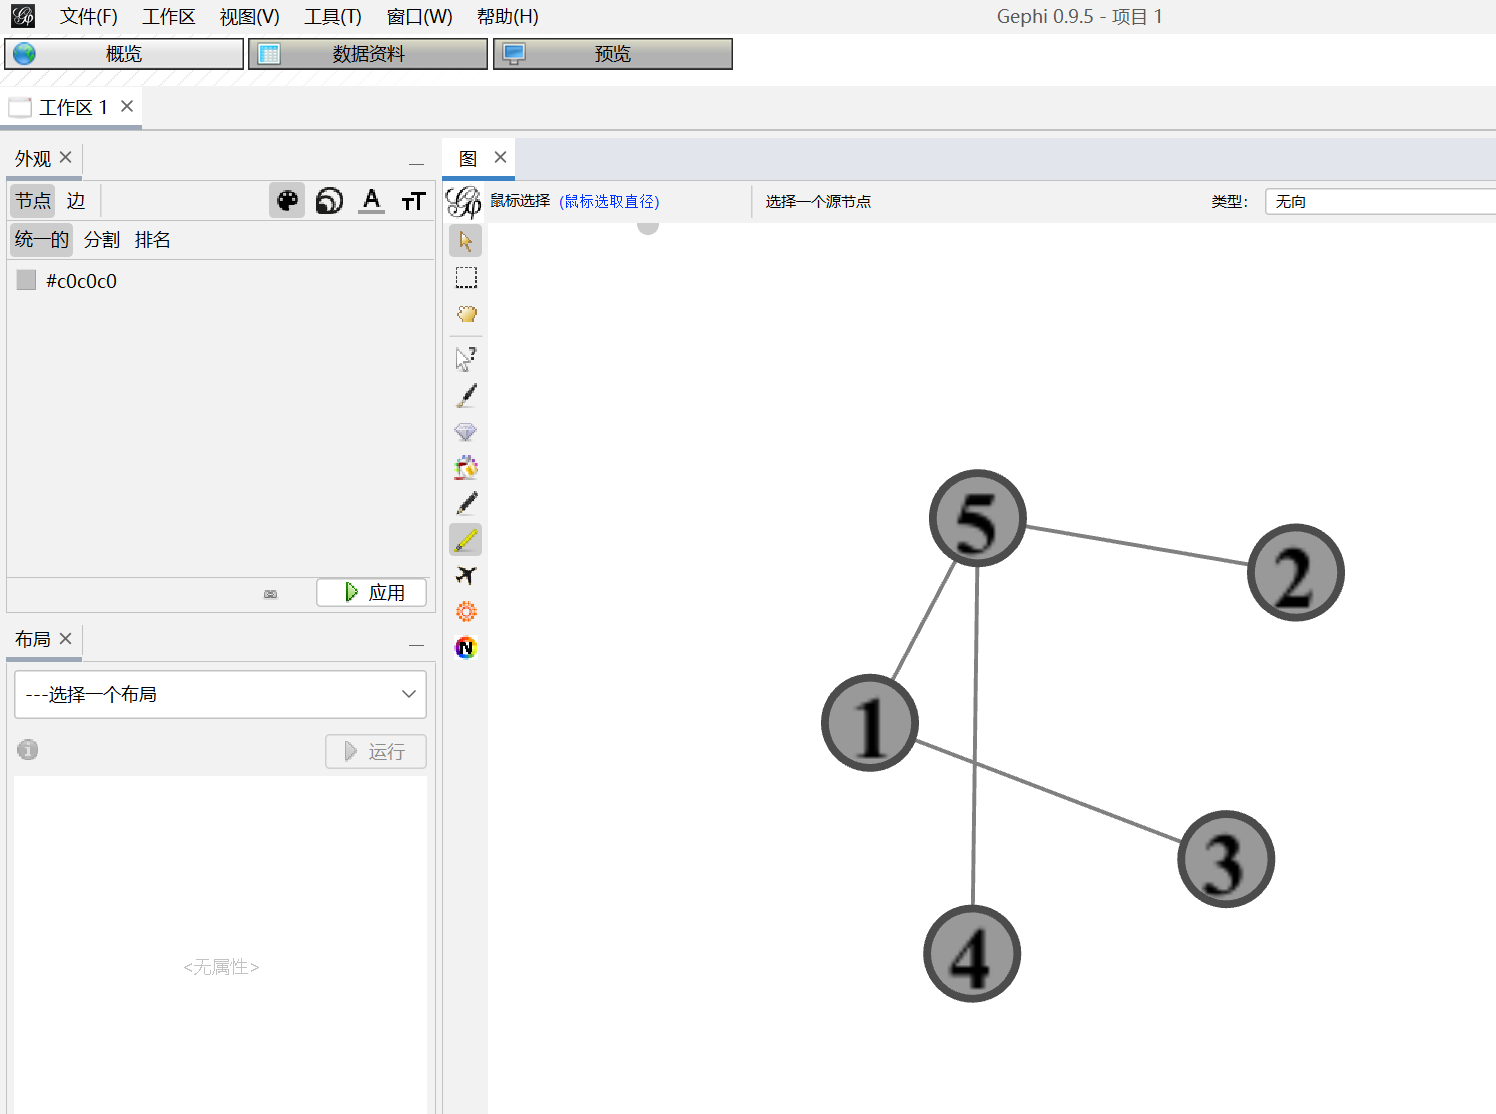 文件(F) 工作区 视图(V) 工具(T) 窗口(W) 帮助(H) Gephi 0.9.5 - 项目 1
概览 数据资料 预览
工作区 1
外观
节点 边
统一的 分割 排名
#c0c0c0
应用
布局
---选择一个布局
运行
<无属性>
图
鼠标选择 (鼠标选取直径) 选择一个源节点 类型: 无向
5
2
1
3
4